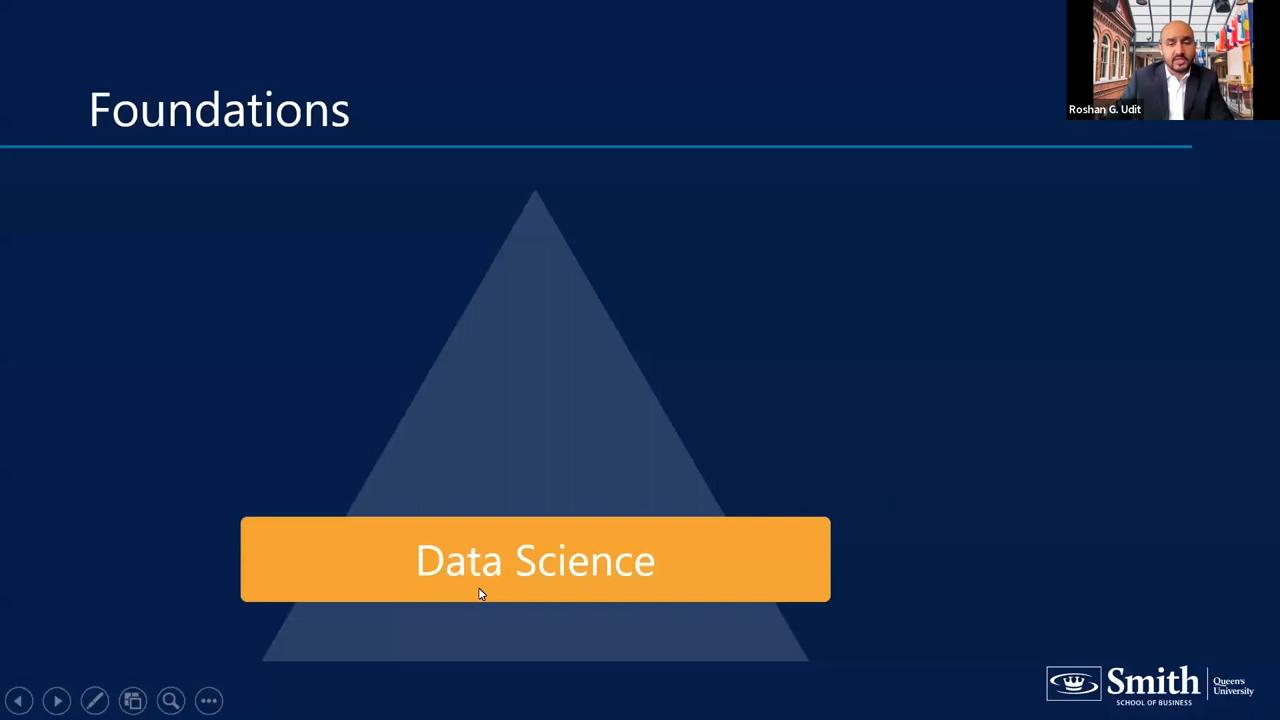 Foundations
Roshan G. Udit
Data Science
Smith
SCHOOL OF BUSINESS
Queen's
University